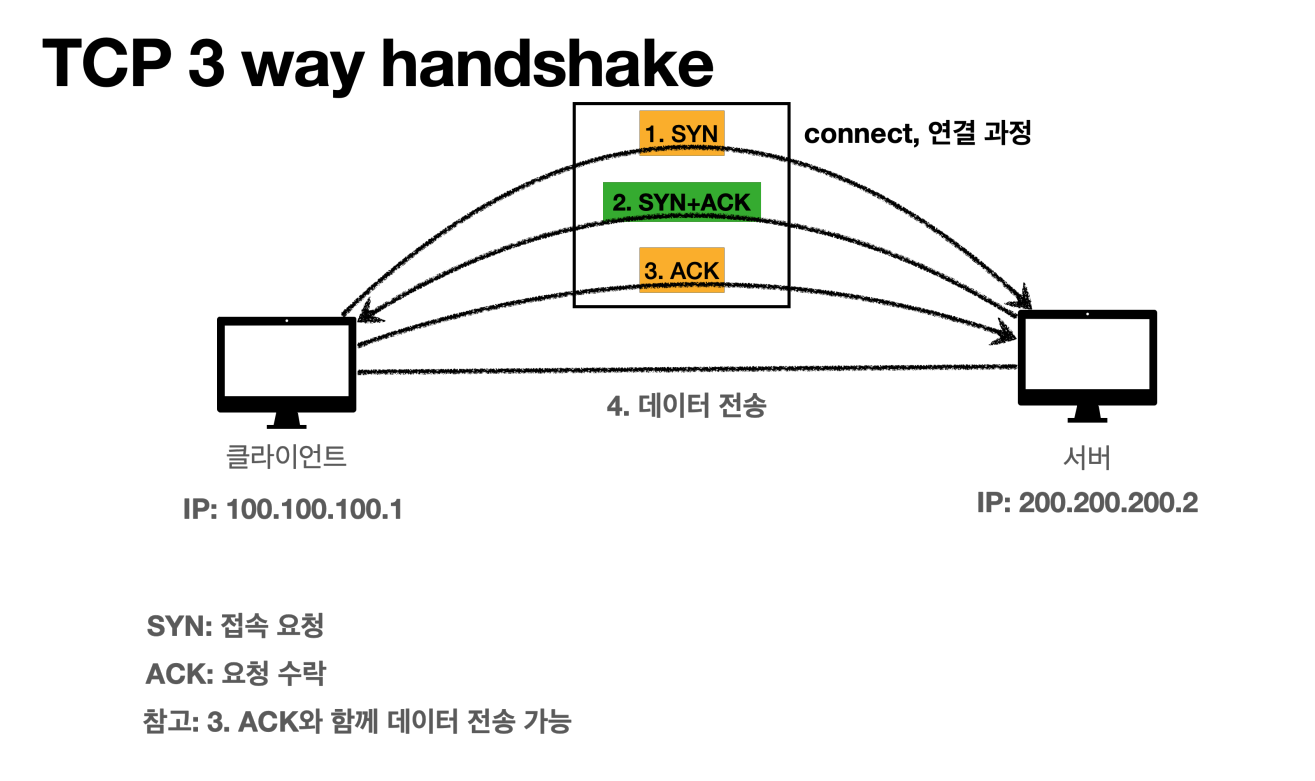 TCP 3 way handshake
1. SYN
connect, 연결 과정
2. SYN+ACK
3. ACK
4. 데이터 전송
클라이언트
서버
IP: 100.100.100.1
IP: 200.200.200.2
SYN: 접속 요청
ACK: 요청 수락
참고: 3. ACK와 함께 데이터 전송 가능